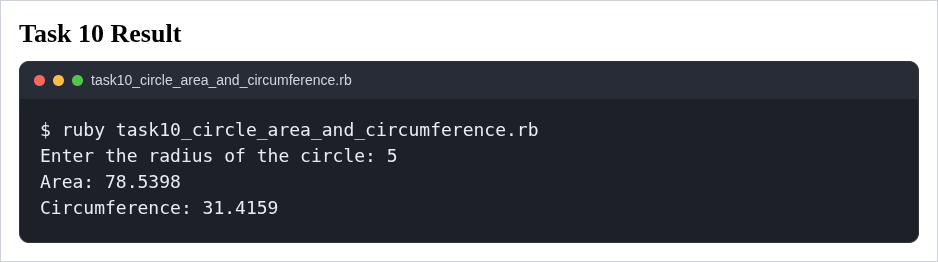 Task 10 Result
task10_circle_area_and_circumference.rb
$ ruby task10_circle_area_and_circumference.rb
Enter the radius of the circle: 5
Area: 78.5398
Circumference: 31.4159